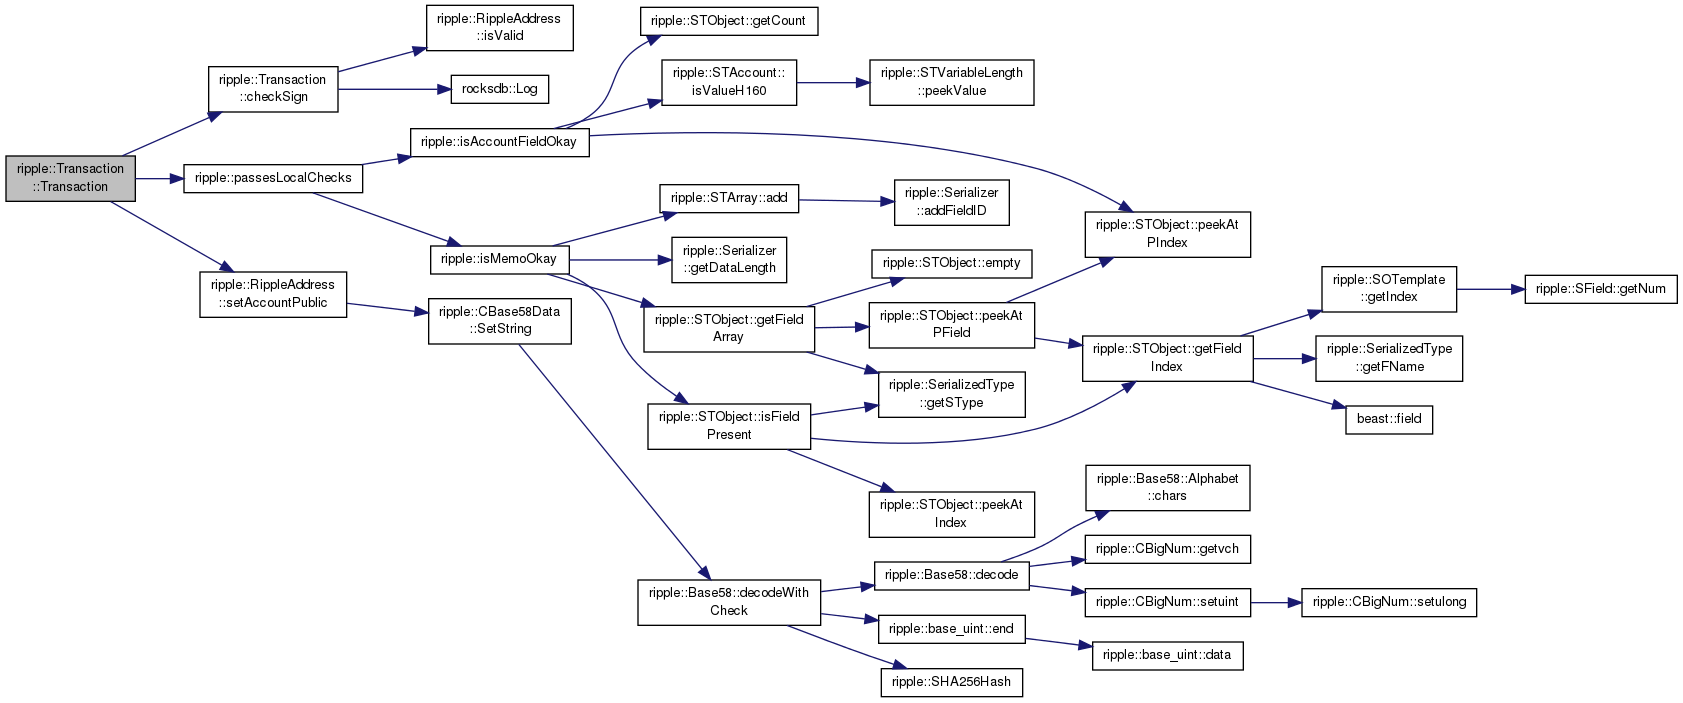 ripple::Transaction
::Transaction
ripple::Transaction
::checkSign
ripple::RippleAddress
::isValid
rocksdb::Log
ripple::passesLocalChecks
ripple::isAccountFieldOkay
ripple::STObject::getCount
ripple::STAccount::
isValueH160
ripple::STVariableLength
::peekValue
ripple::STObject::peekAt
PIndex
ripple::isMemoOkay
ripple::STArray::add
ripple::Serializer
::addFieldID
ripple::Serializer
::getDataLength
ripple::STObject::getField
Array
ripple::STObject::empty
ripple::STObject::peekAt
PField
ripple::SerializedType
::getSType
ripple::STObject::getField
Index
ripple::SOTemplate
::getIndex
ripple::SField::getNum
ripple::SerializedType
::getFName
beast::field
ripple::STObject::isField
Present
ripple::STObject::peekAt
Index
ripple::RippleAddress
::setAccountPublic
ripple::CBase58Data
::SetString
ripple::Base58::decodeWith
Check
ripple::Base58::decode
ripple::Base58::Alphabet
::chars
ripple::CBigNum::getvch
ripple::CBigNum::setuint
ripple::CBigNum::setulong
ripple::base_uint::end
ripple::base_uint::data
ripple::SHA256Hash